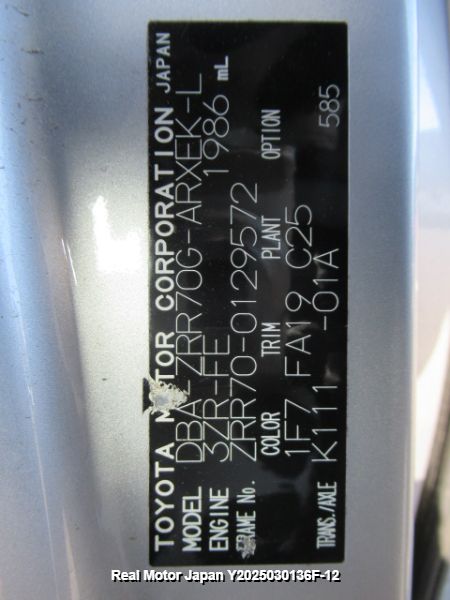 TOYOTA MOTOR CORPORATION JAPAN
MODEL DBA-ZRR70G-ARXEK-L
ENGINE 3ZR-FE 1986 mL
FRAME No. ZRR70-0129572
COLOR TRIM PLANT OPTION
1F7 FA19 C25 585
TRANS./AXLE K111 -01A
Real Motor Japan Y2025030136F-12